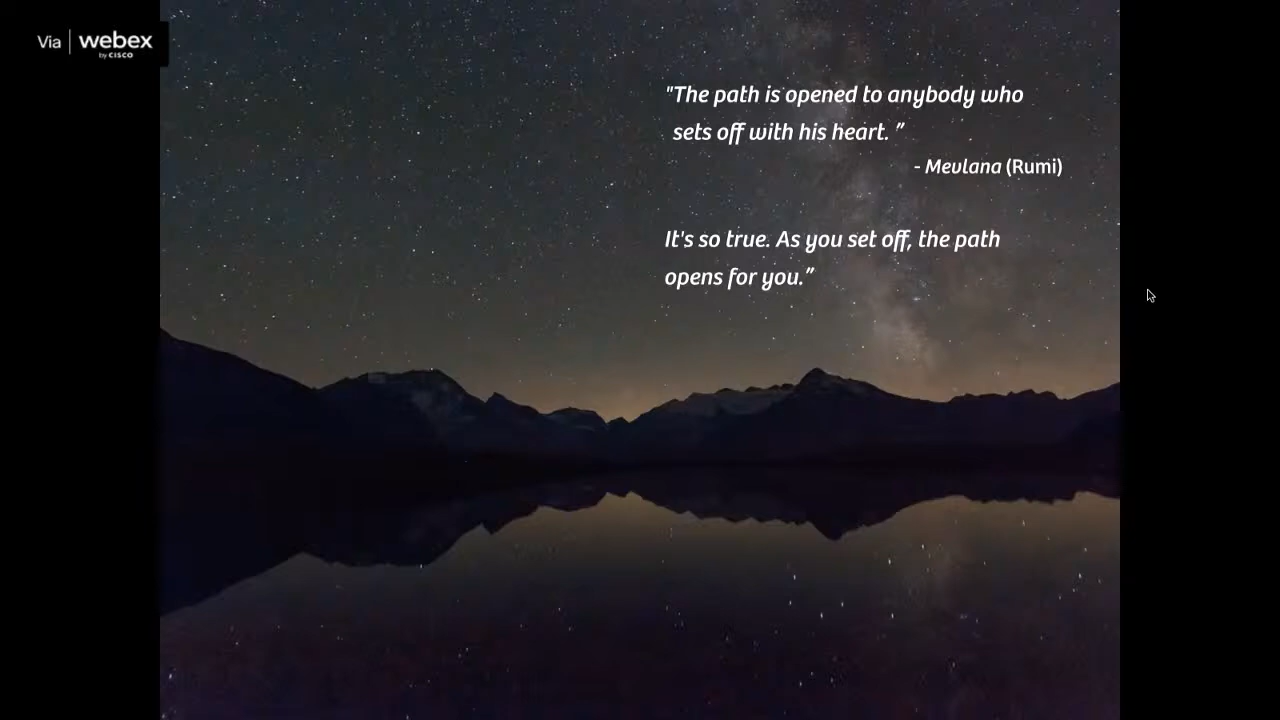 Via | webex
by CISCO
"The path is opened to anybody who
sets off with his heart. ”
- Mevlana (Rumi)
It's so true. As you set off, the path
opens for you.”